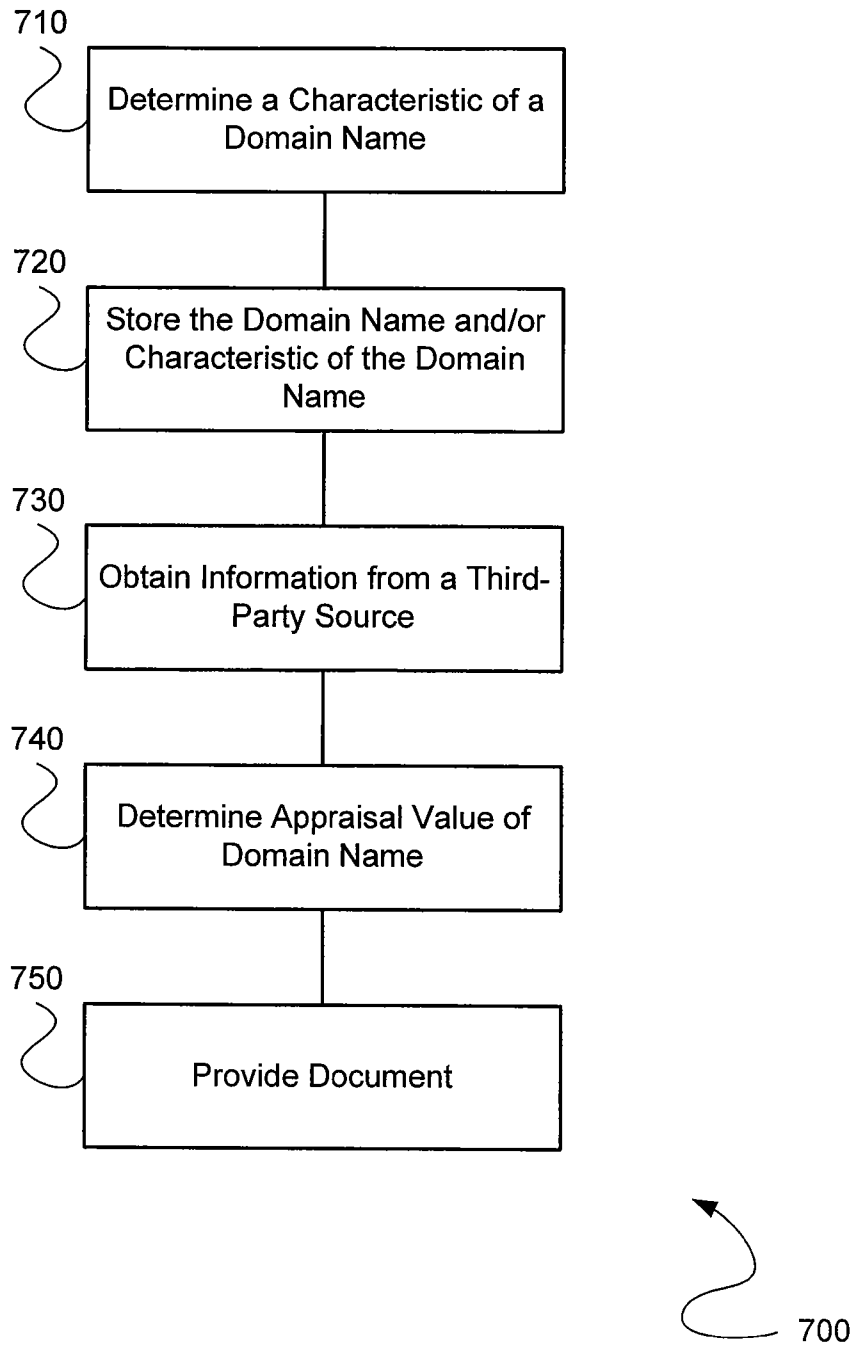 710
Determine a Characteristic of a
Domain Name
720
Store the Domain Name and/or
Characteristic of the Domain
Name
730
Obtain Information from a Third-
Party Source
740
Determine Appraisal Value of
Domain Name
750
Provide Document
700